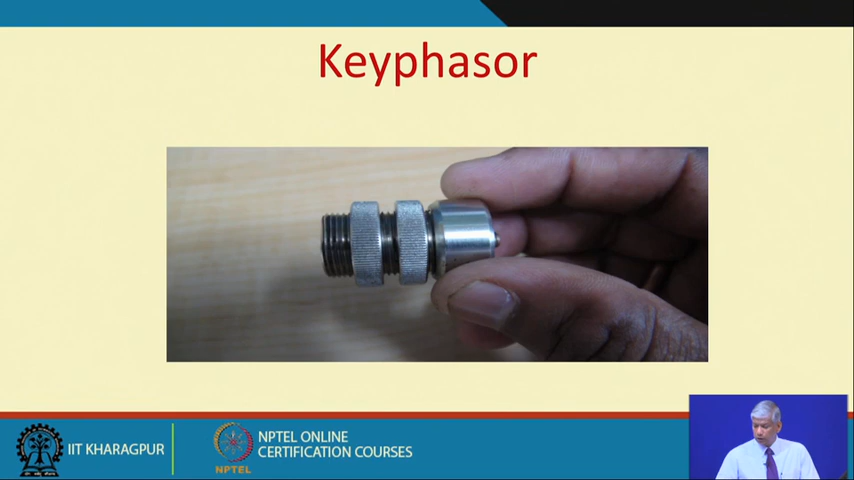 Keyphasor
IIT KHARAGPUR
NPTEL
NPTEL ONLINE
CERTIFICATION COURSES